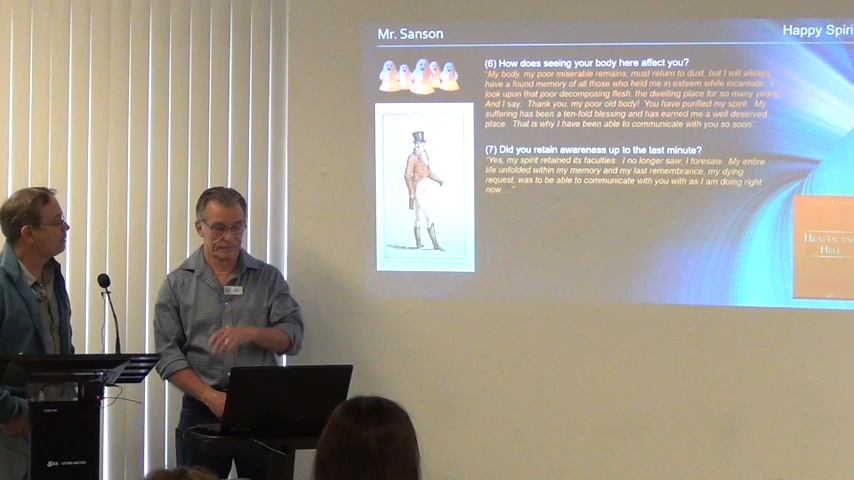 Mr. Sanson
Happy Spiri
(6) How does seeing your body here affect you?
"My body, my poor miserable remains, must return to dust, but I will always
have a found memory of all those who held me in esteem while incarnate. I
look upon that poor decomposing flesh, the dwelling place for so many years.
And I say: Thank you, my poor old body! You have purified my spirit. My
suffering has been a ten-fold blessing and has earned me a well deserved
place. That is why I have been able to communicate with you so soon"
(7) Did you retain awareness up to the last minute?
"Yes, my spirit retained its faculties. I no longer saw, I foresaw. My entire
life unfolded within my memory and my last remembrance, my dying
request, was to be able to communicate with you with as I am doing right
now ...."
HEAVEN AND
HELL